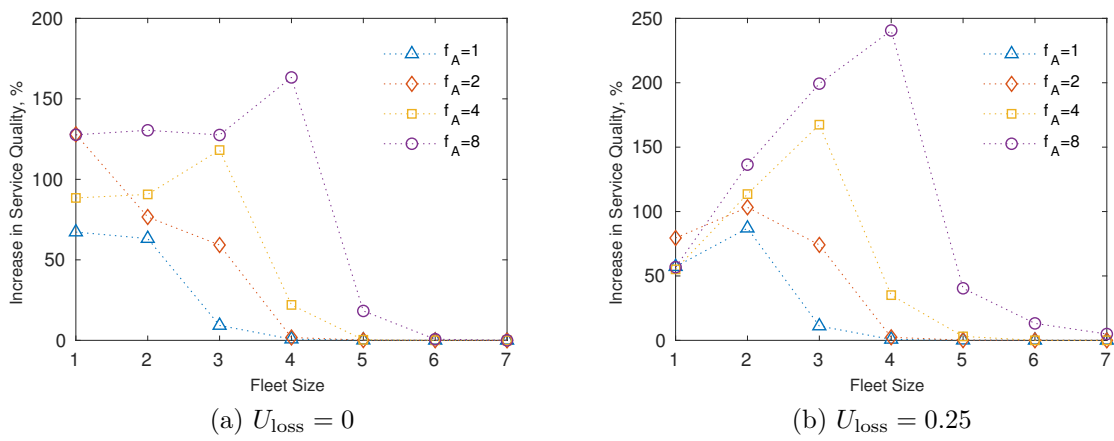 200
150
100
50
0
Increase in Service Quality, %
1 2 3 4 5 6 7
Fleet Size
f_A=1
f_A=2
f_A=4
f_A=8
(a) U_loss = 0
250
200
150
100
50
0
Increase in Service Quality, %
1 2 3 4 5 6 7
Fleet Size
f_A=1
f_A=2
f_A=4
f_A=8
(b) U_loss = 0.25